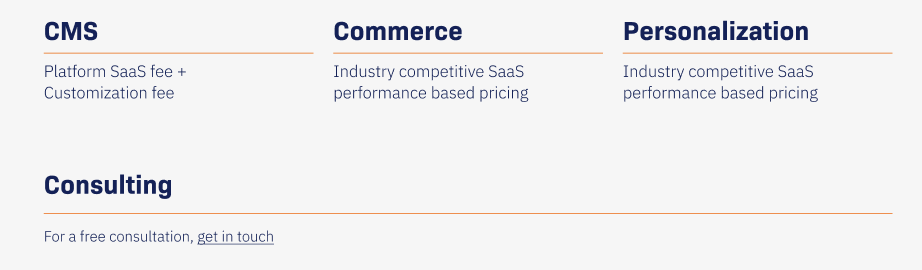 CMS
Platform SaaS fee +
Customization fee
Commerce
Industry competitive SaaS
performance based pricing
Personalization
Industry competitive SaaS
performance based pricing
Consulting
For a free consultation, get in touch